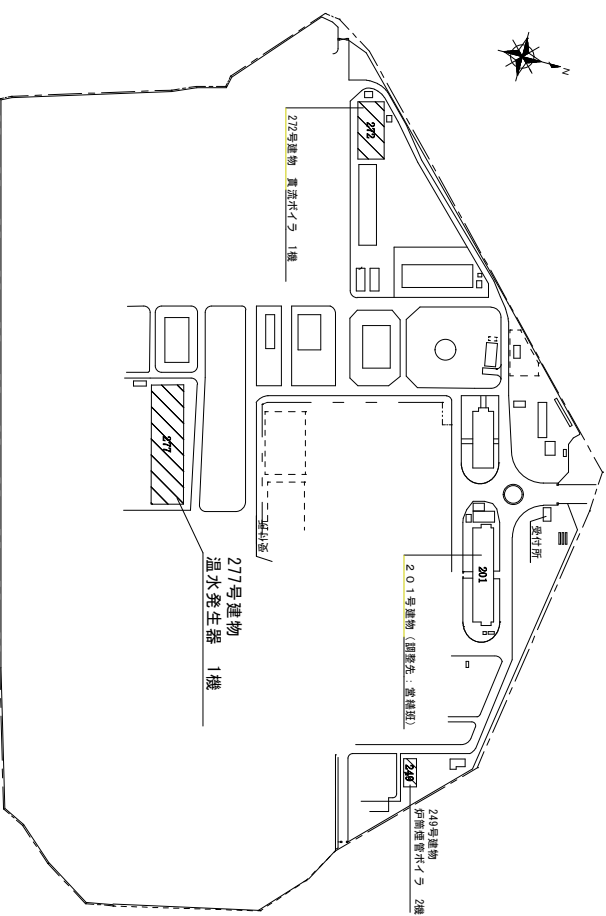 N
272
272号建物 貫流ボイラ 1機
277
277号建物
温水発生器 1機
受付所
201
201号建物(調整先:営繕班)
249
249号建物
炉筒煙管ボイラ 2機